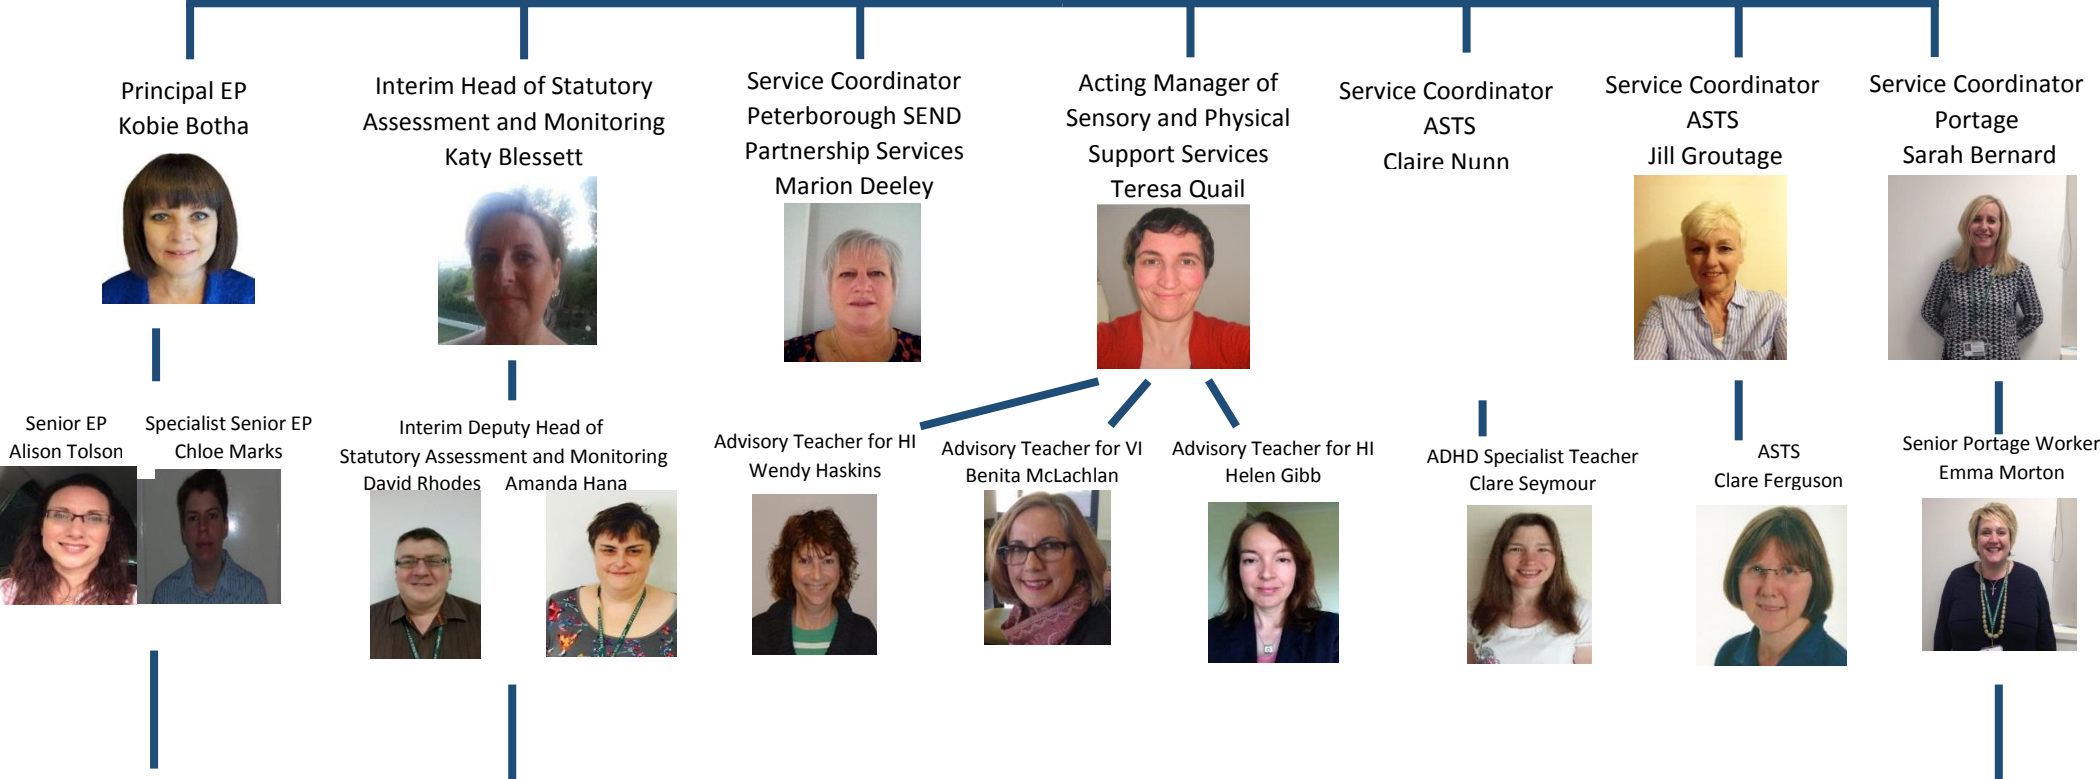 Principal EP
Kobie Botha
Interim Head of Statutory
Assessment and Monitoring
Katy Blessett
Service Coordinator
Peterborough SEND
Partnership Services
Marion Deeley
Acting Manager of
Sensory and Physical
Support Services
Teresa Quail
Service Coordinator
ASTS
Claire Nunn
Service Coordinator
ASTS
Jill Groutage
Service Coordinator
Portage
Sarah Bernard
Senior EP
Alison Tolson
Specialist Senior EP
Chloe Marks
Interim Deputy Head of
Statutory Assessment and Monitoring
David Rhodes Amanda Hana
Advisory Teacher for HI
Wendy Haskins
Advisory Teacher for VI
Benita McLachlan
Advisory Teacher for HI
Helen Gibb
ADHD Specialist Teacher
Clare Seymour
ASTS
Clare Ferguson
Senior Portage Worker
Emma Morton